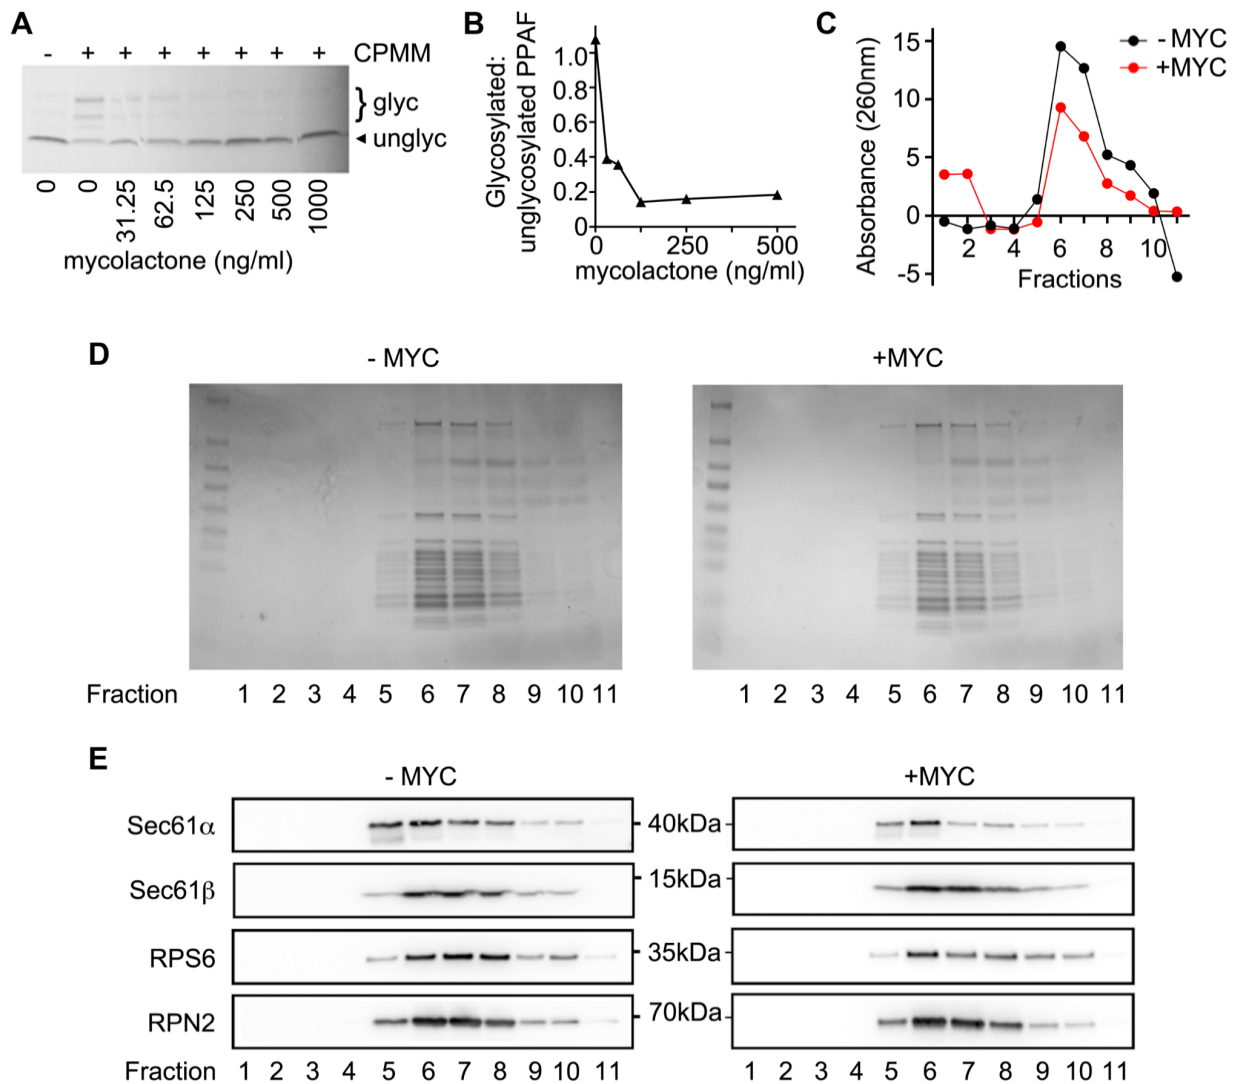 A
- + + + + + + + CPMM
glyc
unglyc
0 0 31.25 62.5 125 250 500 1000
mycolactone (ng/ml)
B
Glycosylated:
unglycosylated PPAF
1.0
0.8
0.6
0.4
0.2
0
0 250 500
mycolactone (ng/ml)
C
Absorbance (260nm)
15
10
5
0
-5
2 4 6 8 10
Fractions
- MYC
+MYC
D
- MYC +MYC
Fraction 1 2 3 4 5 6 7 8 9 10 11 1 2 3 4 5 6 7 8 9 10 11
E
- MYC +MYC
Sec61α 40kDa
Sec61β 15kDa
RPS6 35kDa
RPN2 70kDa
Fraction 1 2 3 4 5 6 7 8 9 10 11 1 2 3 4 5 6 7 8 9 10 11